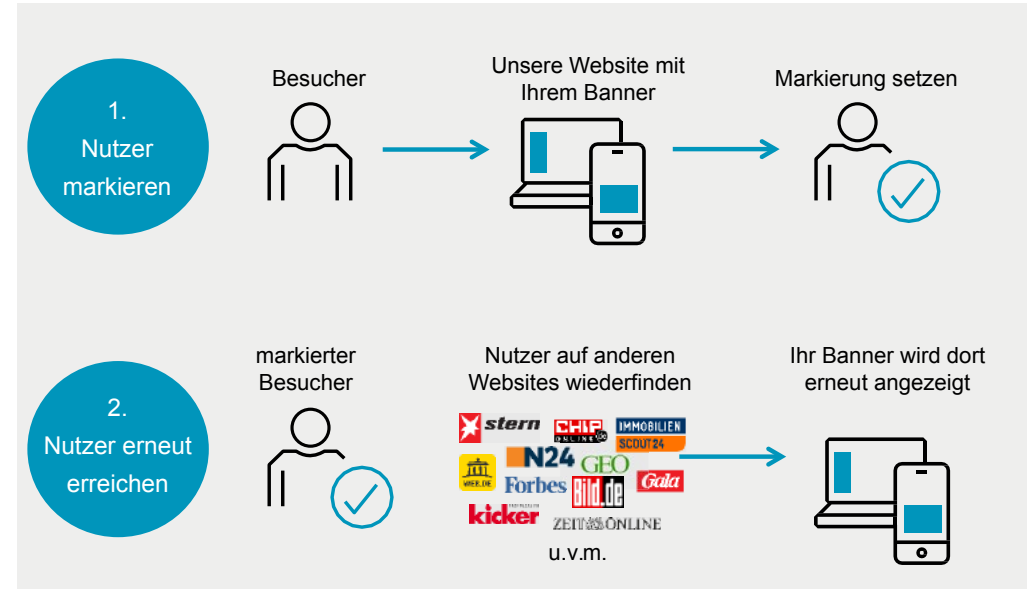 1.
Nutzer
markieren
Besucher
Unsere Website mit
Ihrem Banner
Markierung setzen
2.
Nutzer erneut
erreichen
markierter
Besucher
Nutzer auf anderen
Websites wiederfinden
stern
CHIP
ONLINE
IMMOBILIEN
SCOUT24
WEB.DE
N24
GEO
Forbes
Bild.de
Gala
kicker
ZEIT ONLINE
u.v.m.
Ihr Banner wird dort
erneut angezeigt